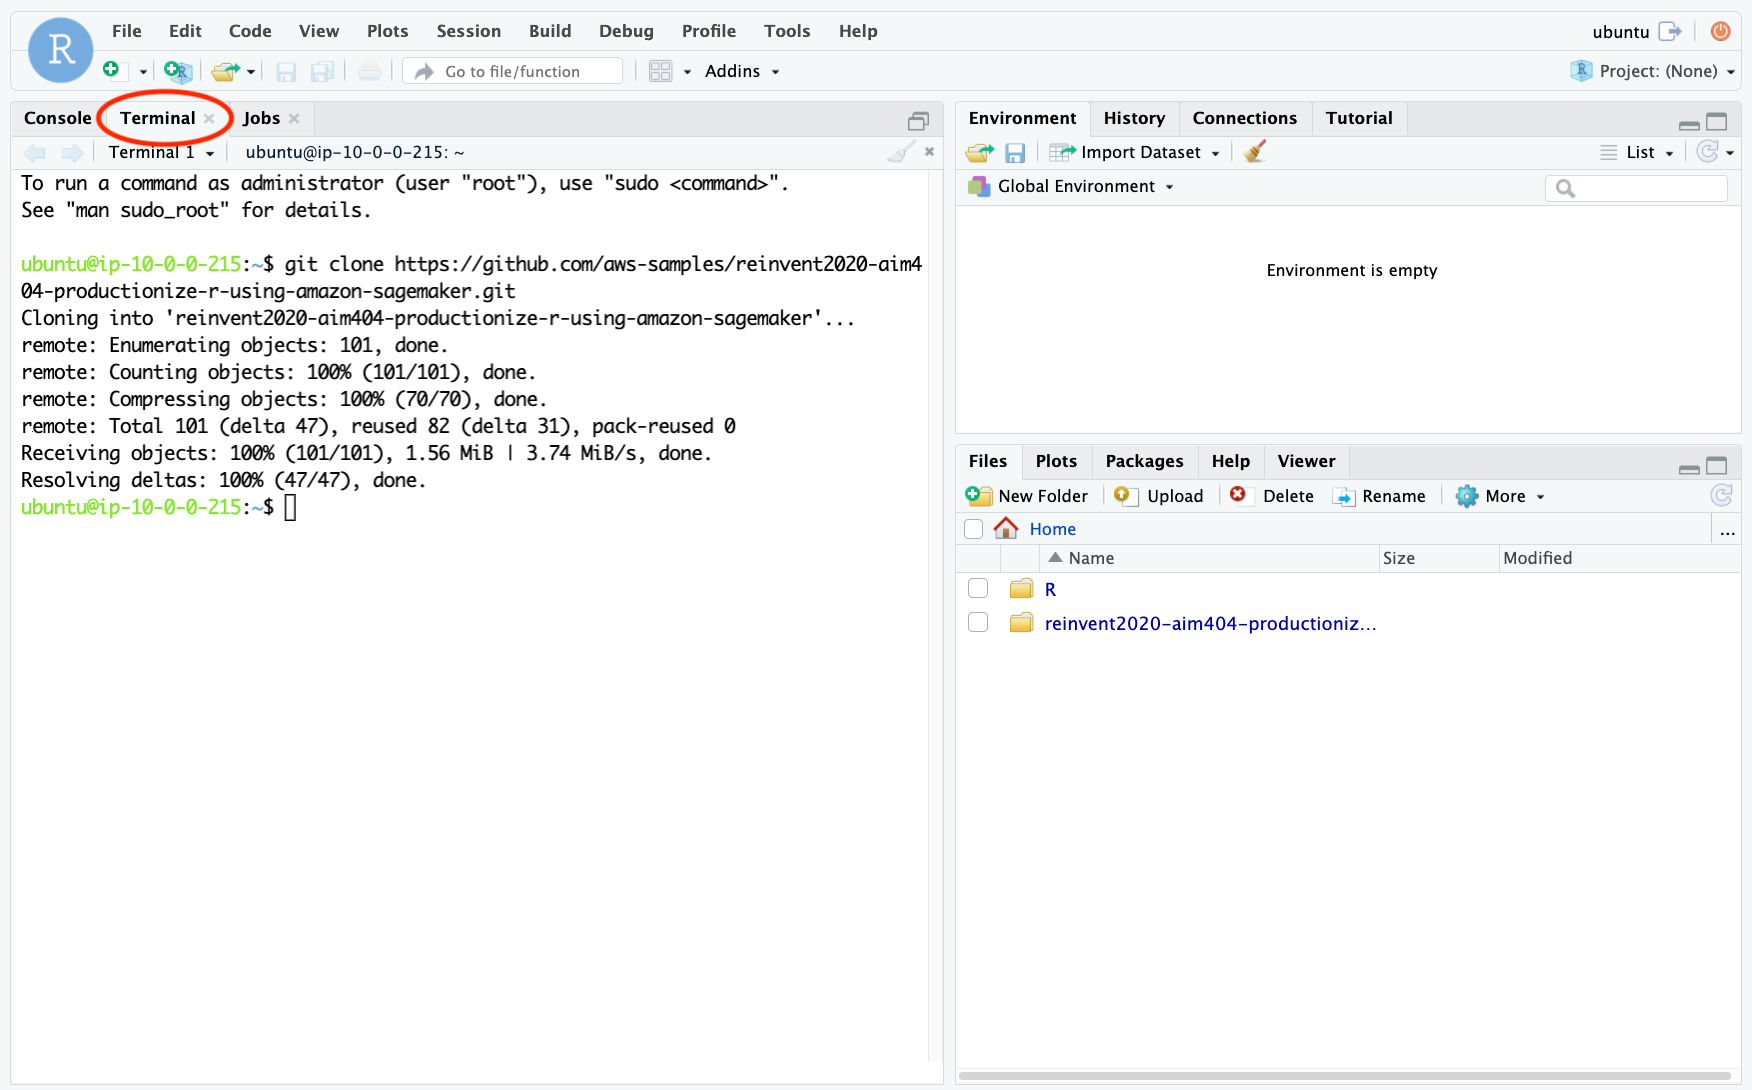 R
File Edit Code View Plots Session Build Debug Profile Tools Help
ubuntu
R
Go to file/function
Addins
R Project: (None)
Console Terminal Jobs
Terminal 1 ubuntu@ip-10-0-0-215: ~
To run a command as administrator (user "root"), use "sudo <command>".
See "man sudo_root" for details.
ubuntu@ip-10-0-0-215:~$ git clone https://github.com/aws-samples/reinvent2020-aim4
04-productionize-r-using-amazon-sagemaker.git
Cloning into 'reinvent2020-aim404-productionize-r-using-amazon-sagemaker'...
remote: Enumerating objects: 101, done.
remote: Counting objects: 100% (101/101), done.
remote: Compressing objects: 100% (70/70), done.
remote: Total 101 (delta 47), reused 82 (delta 31), pack-reused 0
Receiving objects: 100% (101/101), 1.56 MiB | 3.74 MiB/s, done.
Resolving deltas: 100% (47/47), done.
ubuntu@ip-10-0-0-215:~$
Environment History Connections Tutorial
Import Dataset
List
Global Environment
Environment is empty
Files Plots Packages Help Viewer
New Folder Upload Delete Rename More
Home
...
Name Size Modified
R
reinvent2020-aim404-productioniz...